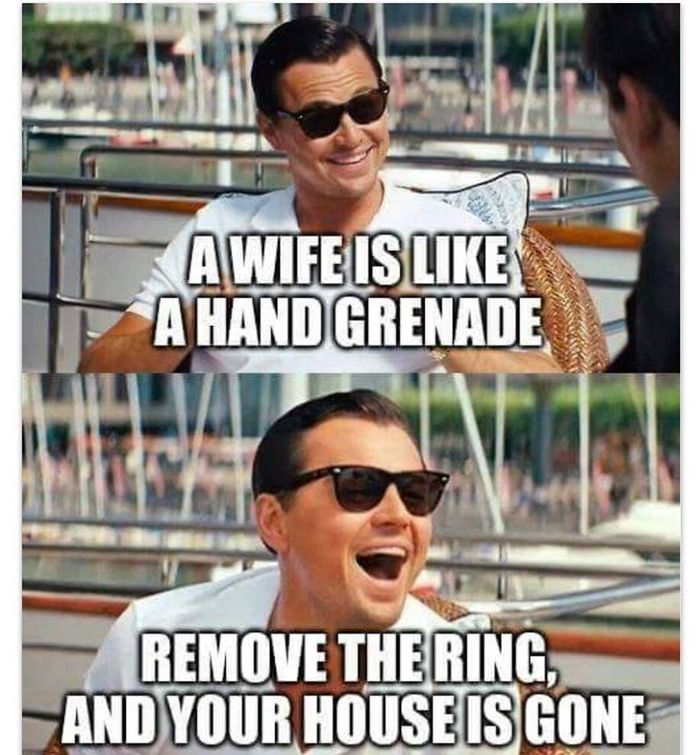 A WIFE IS LIKE
A HAND GRENADE
REMOVE THE RING,
AND YOUR HOUSE IS GONE